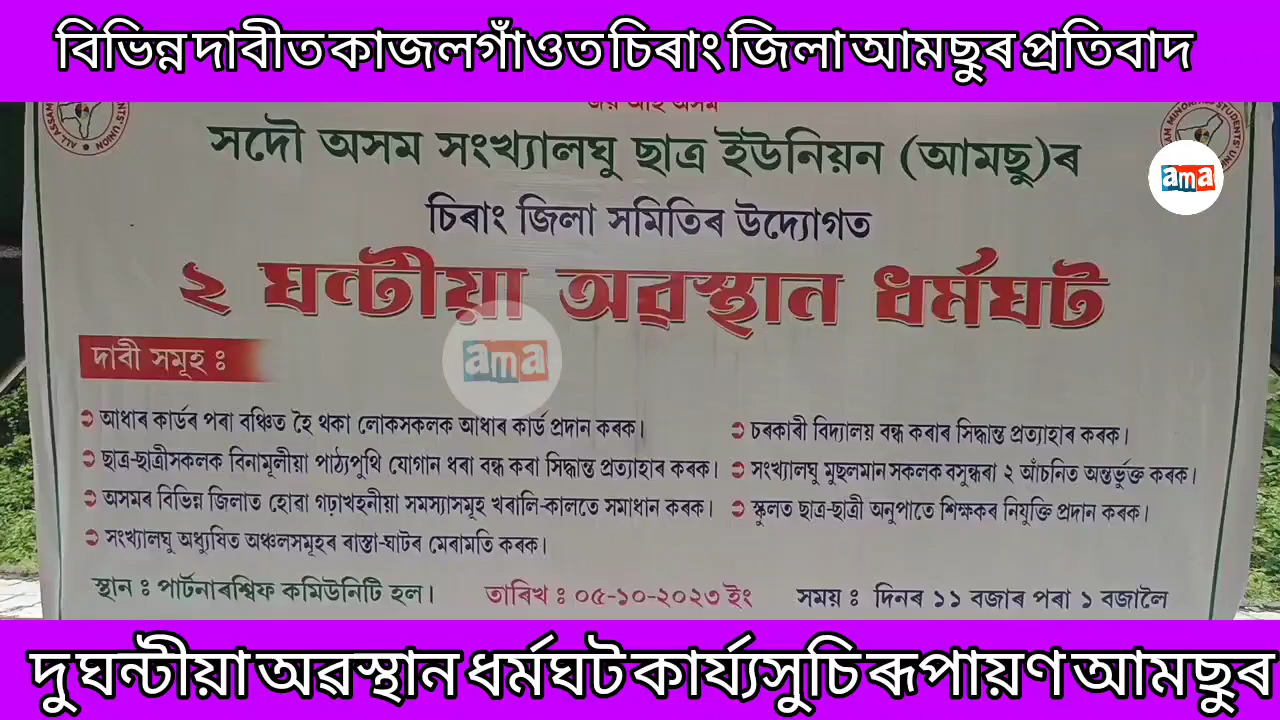 বিভিন্ন দাবীত কাজলগাঁওত চিৰাং জিলা আমছুৰ প্ৰতিবাদ
জয় আই অসম
সদৌ অসম সংখ্যালঘু ছাত্ৰ ইউনিয়ন (আমছু)ৰ
ama
চিৰাং জিলা সমিতিৰ উদ্যোগত
২ ঘন্টীয়া অৱস্থান ধৰ্মঘট
ama
দাবী সমূহ ঃ
আধাৰ কাৰ্ডৰ পৰা বঞ্চিত হৈ থকা লোকসকলক আধাৰ কাৰ্ড প্ৰদান কৰক।
ছাত্ৰ-ছাত্ৰীসকলক বিনামূলীয়া পাঠ্যপুথি যোগান ধৰা বন্ধ কৰা সিদ্ধান্ত প্ৰত্যাহাৰ কৰক।
অসমৰ বিভিন্ন জিলাত হোৱা গঢ়াখহনীয়া সমস্যাসমূহ খৰালি-কালতে সমাধান কৰক।
সংখ্যালঘু অধ্যুষিত অঞ্চলসমূহৰ ৰাস্তা-ঘাটৰ মেৰামতি কৰক।
চৰকাৰী বিদ্যালয় বন্ধ কৰাৰ সিদ্ধান্ত প্ৰত্যাহাৰ কৰক।
সংখ্যালঘু মুছলমান সকলক বসুন্ধৰা ২ আঁচনিত অন্তৰ্ভুক্ত কৰক।
স্কুলত ছাত্ৰ-ছাত্ৰী অনুপাতে শিক্ষকৰ নিযুক্তি প্ৰদান কৰক।
স্থান ঃ পাৰ্টনাৰশ্বিফ কমিউনিটি হল।
তাৰিখ ঃ ০৫-১০-২০২৩ ইং
সময় ঃ দিনৰ ১১ বজাৰ পৰা ১ বজালৈ
দু ঘন্টীয়া অৱস্থান ধৰ্মঘট কাৰ্য্যসুচি ৰূপায়ণ আমছুৰ